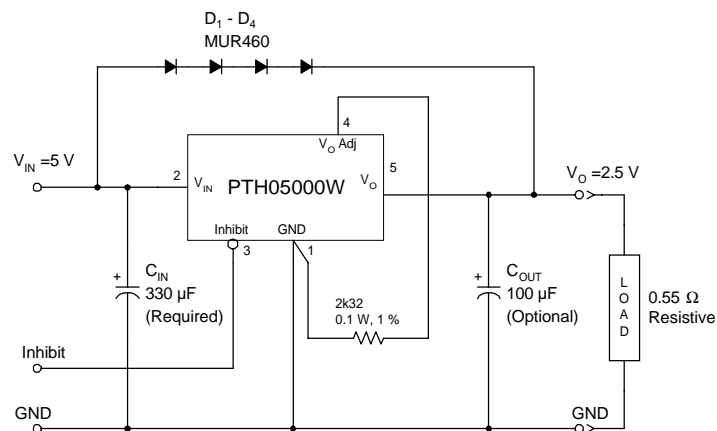 D1 - D4
MUR460
4
VO Adj
VIN =5 V
2
VIN
PTH05000W
5
VO
VO =2.5 V
Inhibit
3
GND
1
+
CIN
330 µF
(Required)
2k32
0.1 W, 1 %
+
COUT
100 µF
(Optional)
LOAD
0.55 Ω
Resistive
Inhibit
GND
GND